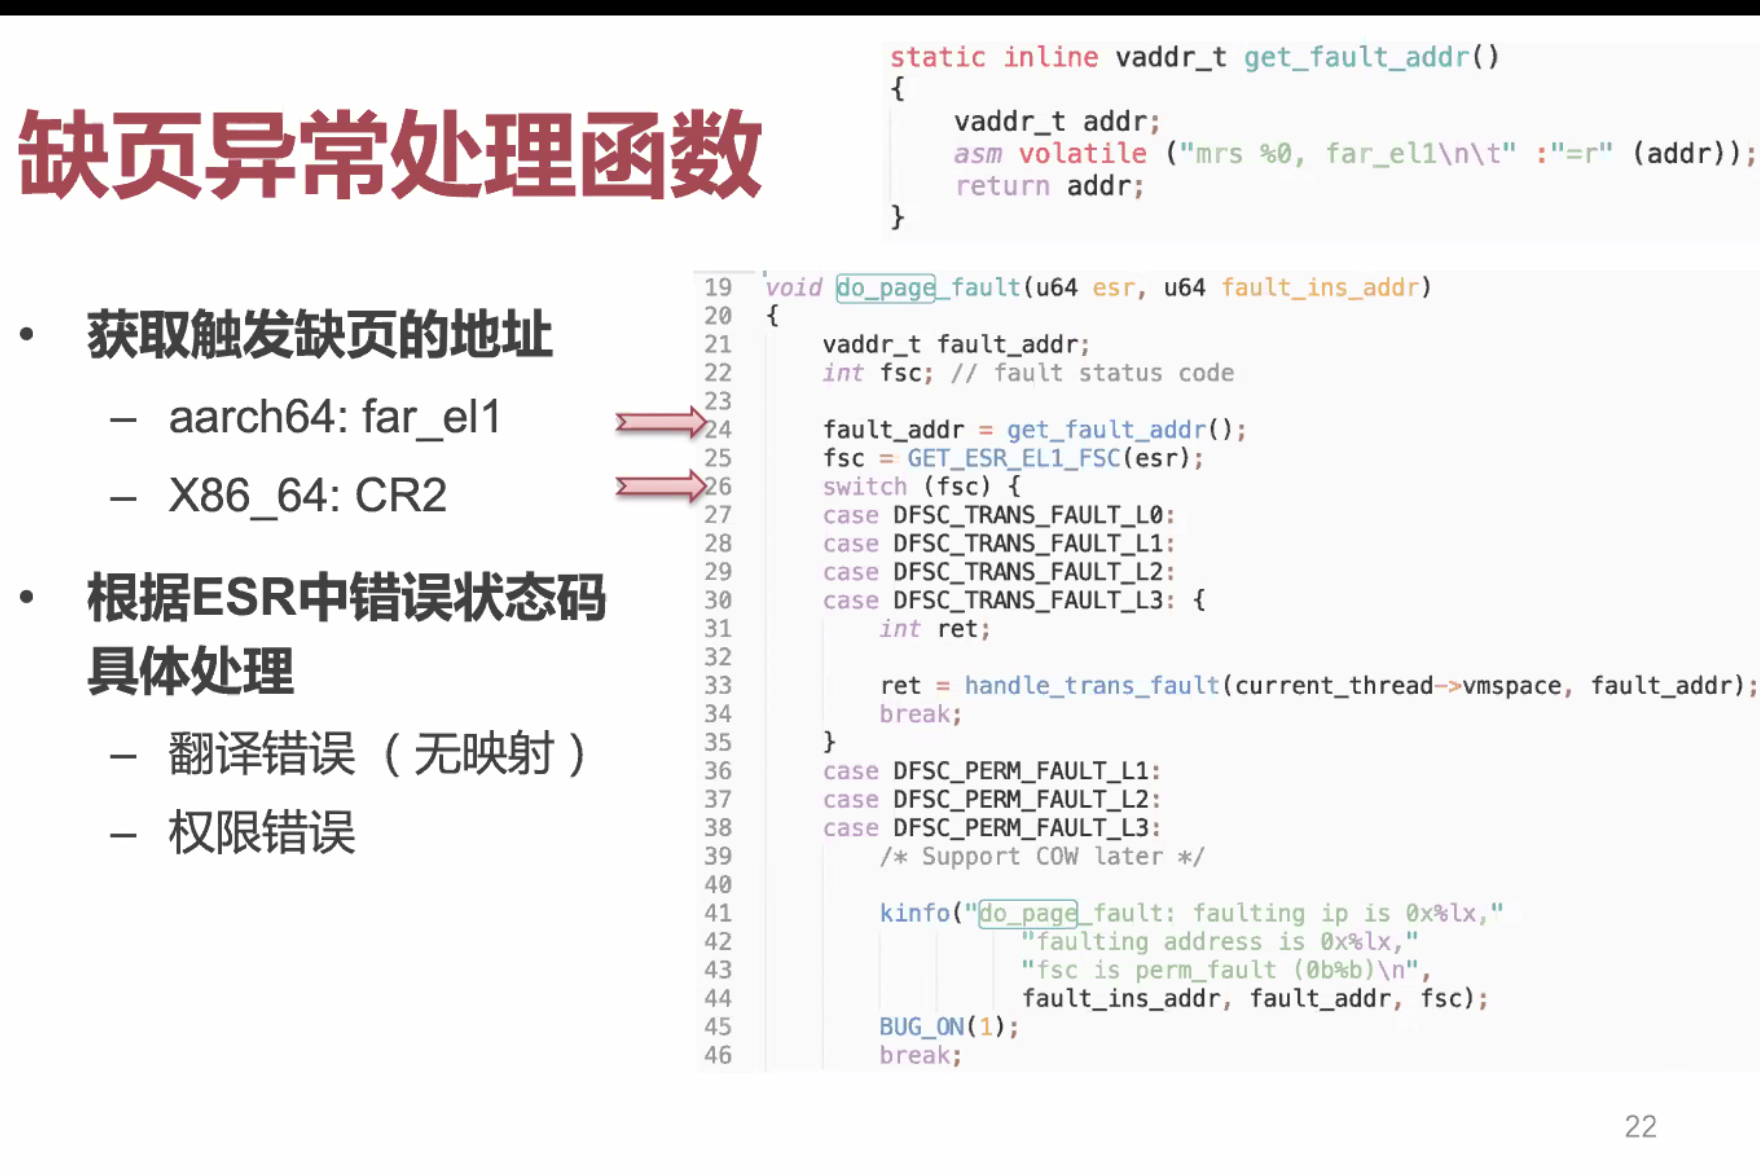 缺页异常处理函数
static inline vaddr_t get_fault_addr()
{
    vaddr_t addr;
    asm volatile ("mrs %0, far_el1\n\t" :"=r" (addr));
    return addr;
}
• 获取触发缺页的地址
– aarch64: far_el1
– X86_64: CR2
• 根据ESR中错误状态码
具体处理
– 翻译错误（无映射）
– 权限错误
19 void do_page_fault(u64 esr, u64 fault_ins_addr)
20 {
21     vaddr_t fault_addr;
22     int fsc; // fault status code
23
24     fault_addr = get_fault_addr();
25     fsc = GET_ESR_EL1_FSC(esr);
26     switch (fsc) {
27     case DFSC_TRANS_FAULT_L0:
28     case DFSC_TRANS_FAULT_L1:
29     case DFSC_TRANS_FAULT_L2:
30     case DFSC_TRANS_FAULT_L3: {
31         int ret;
32
33         ret = handle_trans_fault(current_thread->vmspace, fault_addr);
34         break;
35     }
36     case DFSC_PERM_FAULT_L1:
37     case DFSC_PERM_FAULT_L2:
38     case DFSC_PERM_FAULT_L3:
39         /* Support COW later */
40
41         kinfo("do_page_fault: faulting ip is 0x%lx,"
42               "faulting address is 0x%lx,"
43               "fsc is perm_fault (0b%b)\n",
44               fault_ins_addr, fault_addr, fsc);
45         BUG_ON(1);
46         break;
22